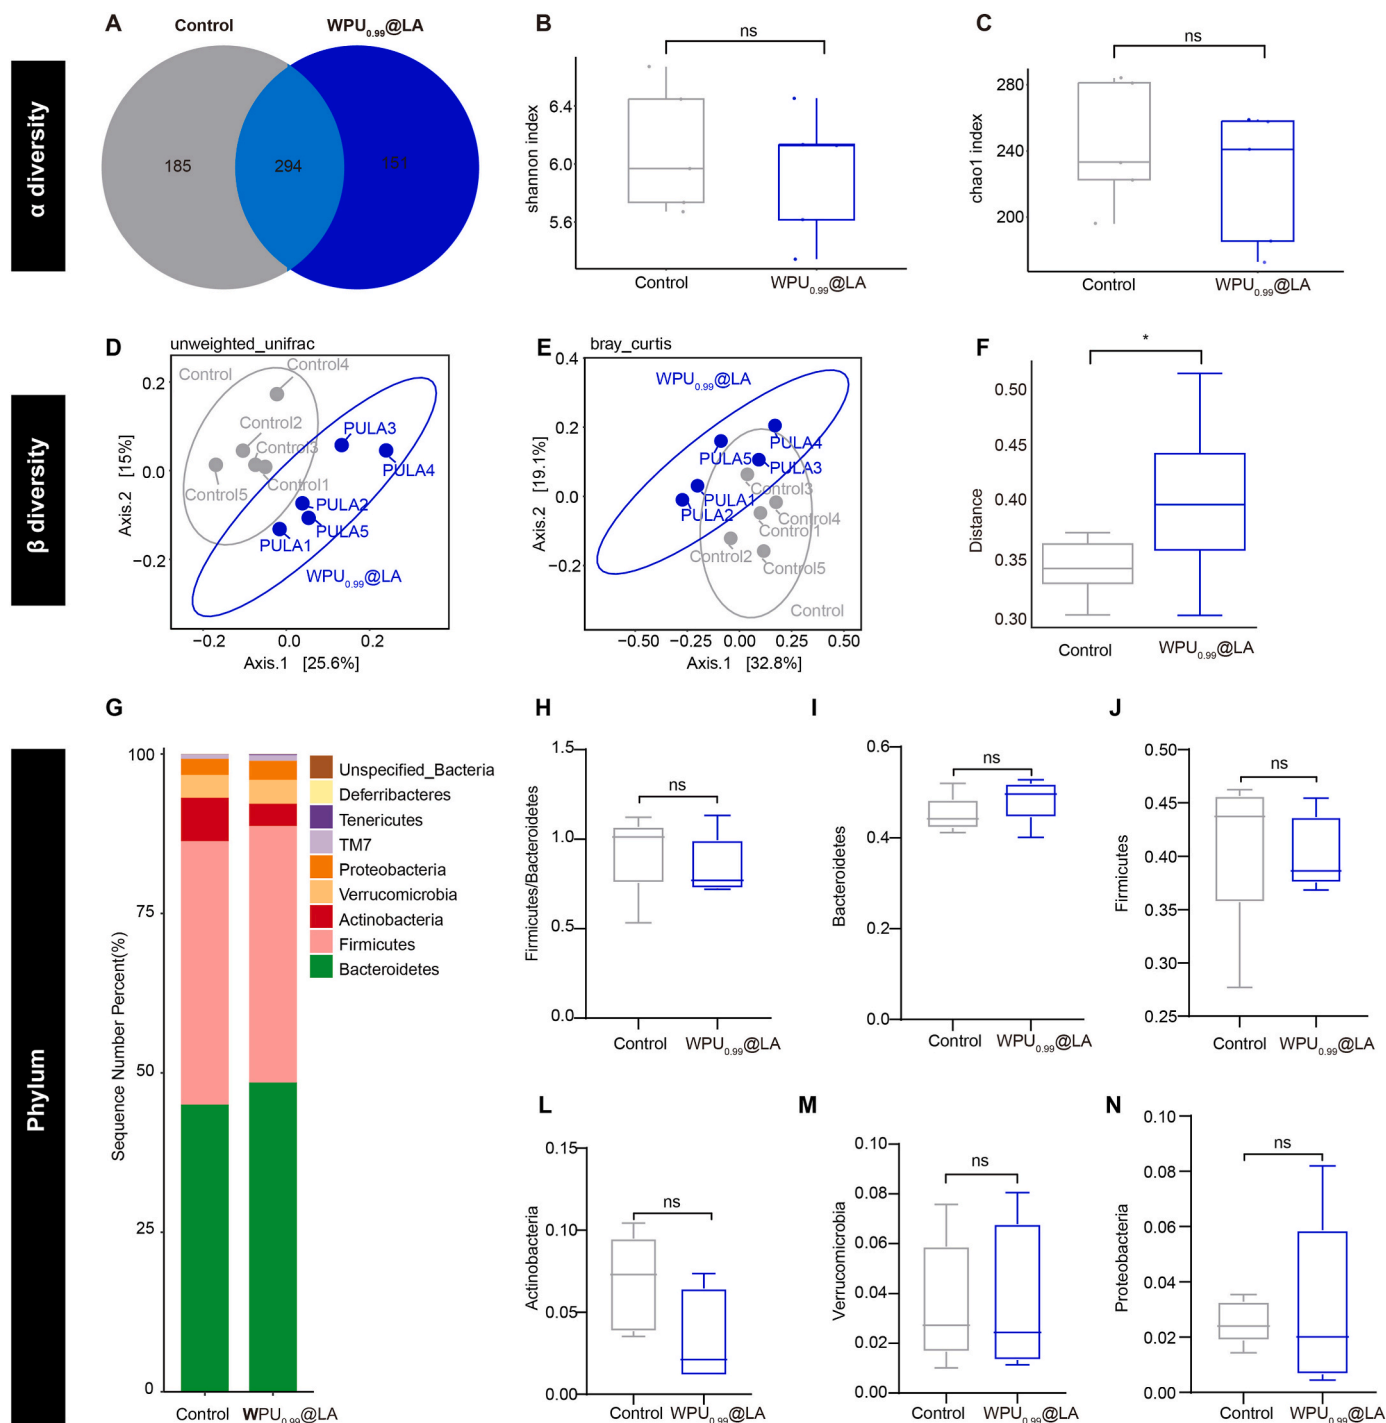 α diversity
A
Control
WPU0.99@LA
185
294
151
B
ns
shannon index
6.4
6.0
5.6
Control
WPU0.99@LA
C
ns
chao1 index
280
240
200
Control
WPU0.99@LA
β diversity
D
unweighted_unifrac
Control
Control4
Control2
Control3
Control1
Control5
PULA3
PULA4
PULA2
PULA5
PULA1
WPU0.99@LA
Axis.2 [15%]
0.2
0.0
−0.2
−0.2
0.0
0.2
Axis.1 [25.6%]
E
bray_curtis
WPU0.99@LA
PULA4
PULA5
PULA3
PULA1
PULA2
Control3
Control4
Control1
Control2
Control5
Control
Axis.2 [19.1%]
0.4
0.2
0.0
−0.2
−0.50
−0.25
0.00
0.25
0.50
Axis.1 [32.8%]
F
*
Distance
0.50
0.45
0.40
0.35
0.30
Control
WPU0.99@LA
Phylum
G
Sequence Number Percent(%)
100
75
50
25
0
Control
WPU0.99@LA
Unspecified_Bacteria
Deferribacteres
Tenericutes
TM7
Proteobacteria
Verrucomicrobia
Actinobacteria
Firmicutes
Bacteroidetes
H
ns
Firmicutes/Bacteroidetes
1.5
1.0
0.5
0.0
Control
WPU0.99@LA
I
ns
Bacteroidetes
0.6
0.4
0.2
0.0
Control
WPU0.99@LA
J
ns
Firmicutes
0.50
0.45
0.40
0.35
0.30
0.25
Control
WPU0.99@LA
L
ns
Actinobacteria
0.15
0.10
0.05
0.00
Control
WPU0.99@LA
M
ns
Verrucomicrobia
0.10
0.08
0.06
0.04
0.02
0.00
Control
WPU0.99@LA
N
ns
Proteobacteria
0.10
0.08
0.06
0.04
0.02
0.00
Control
WPU0.99@LA